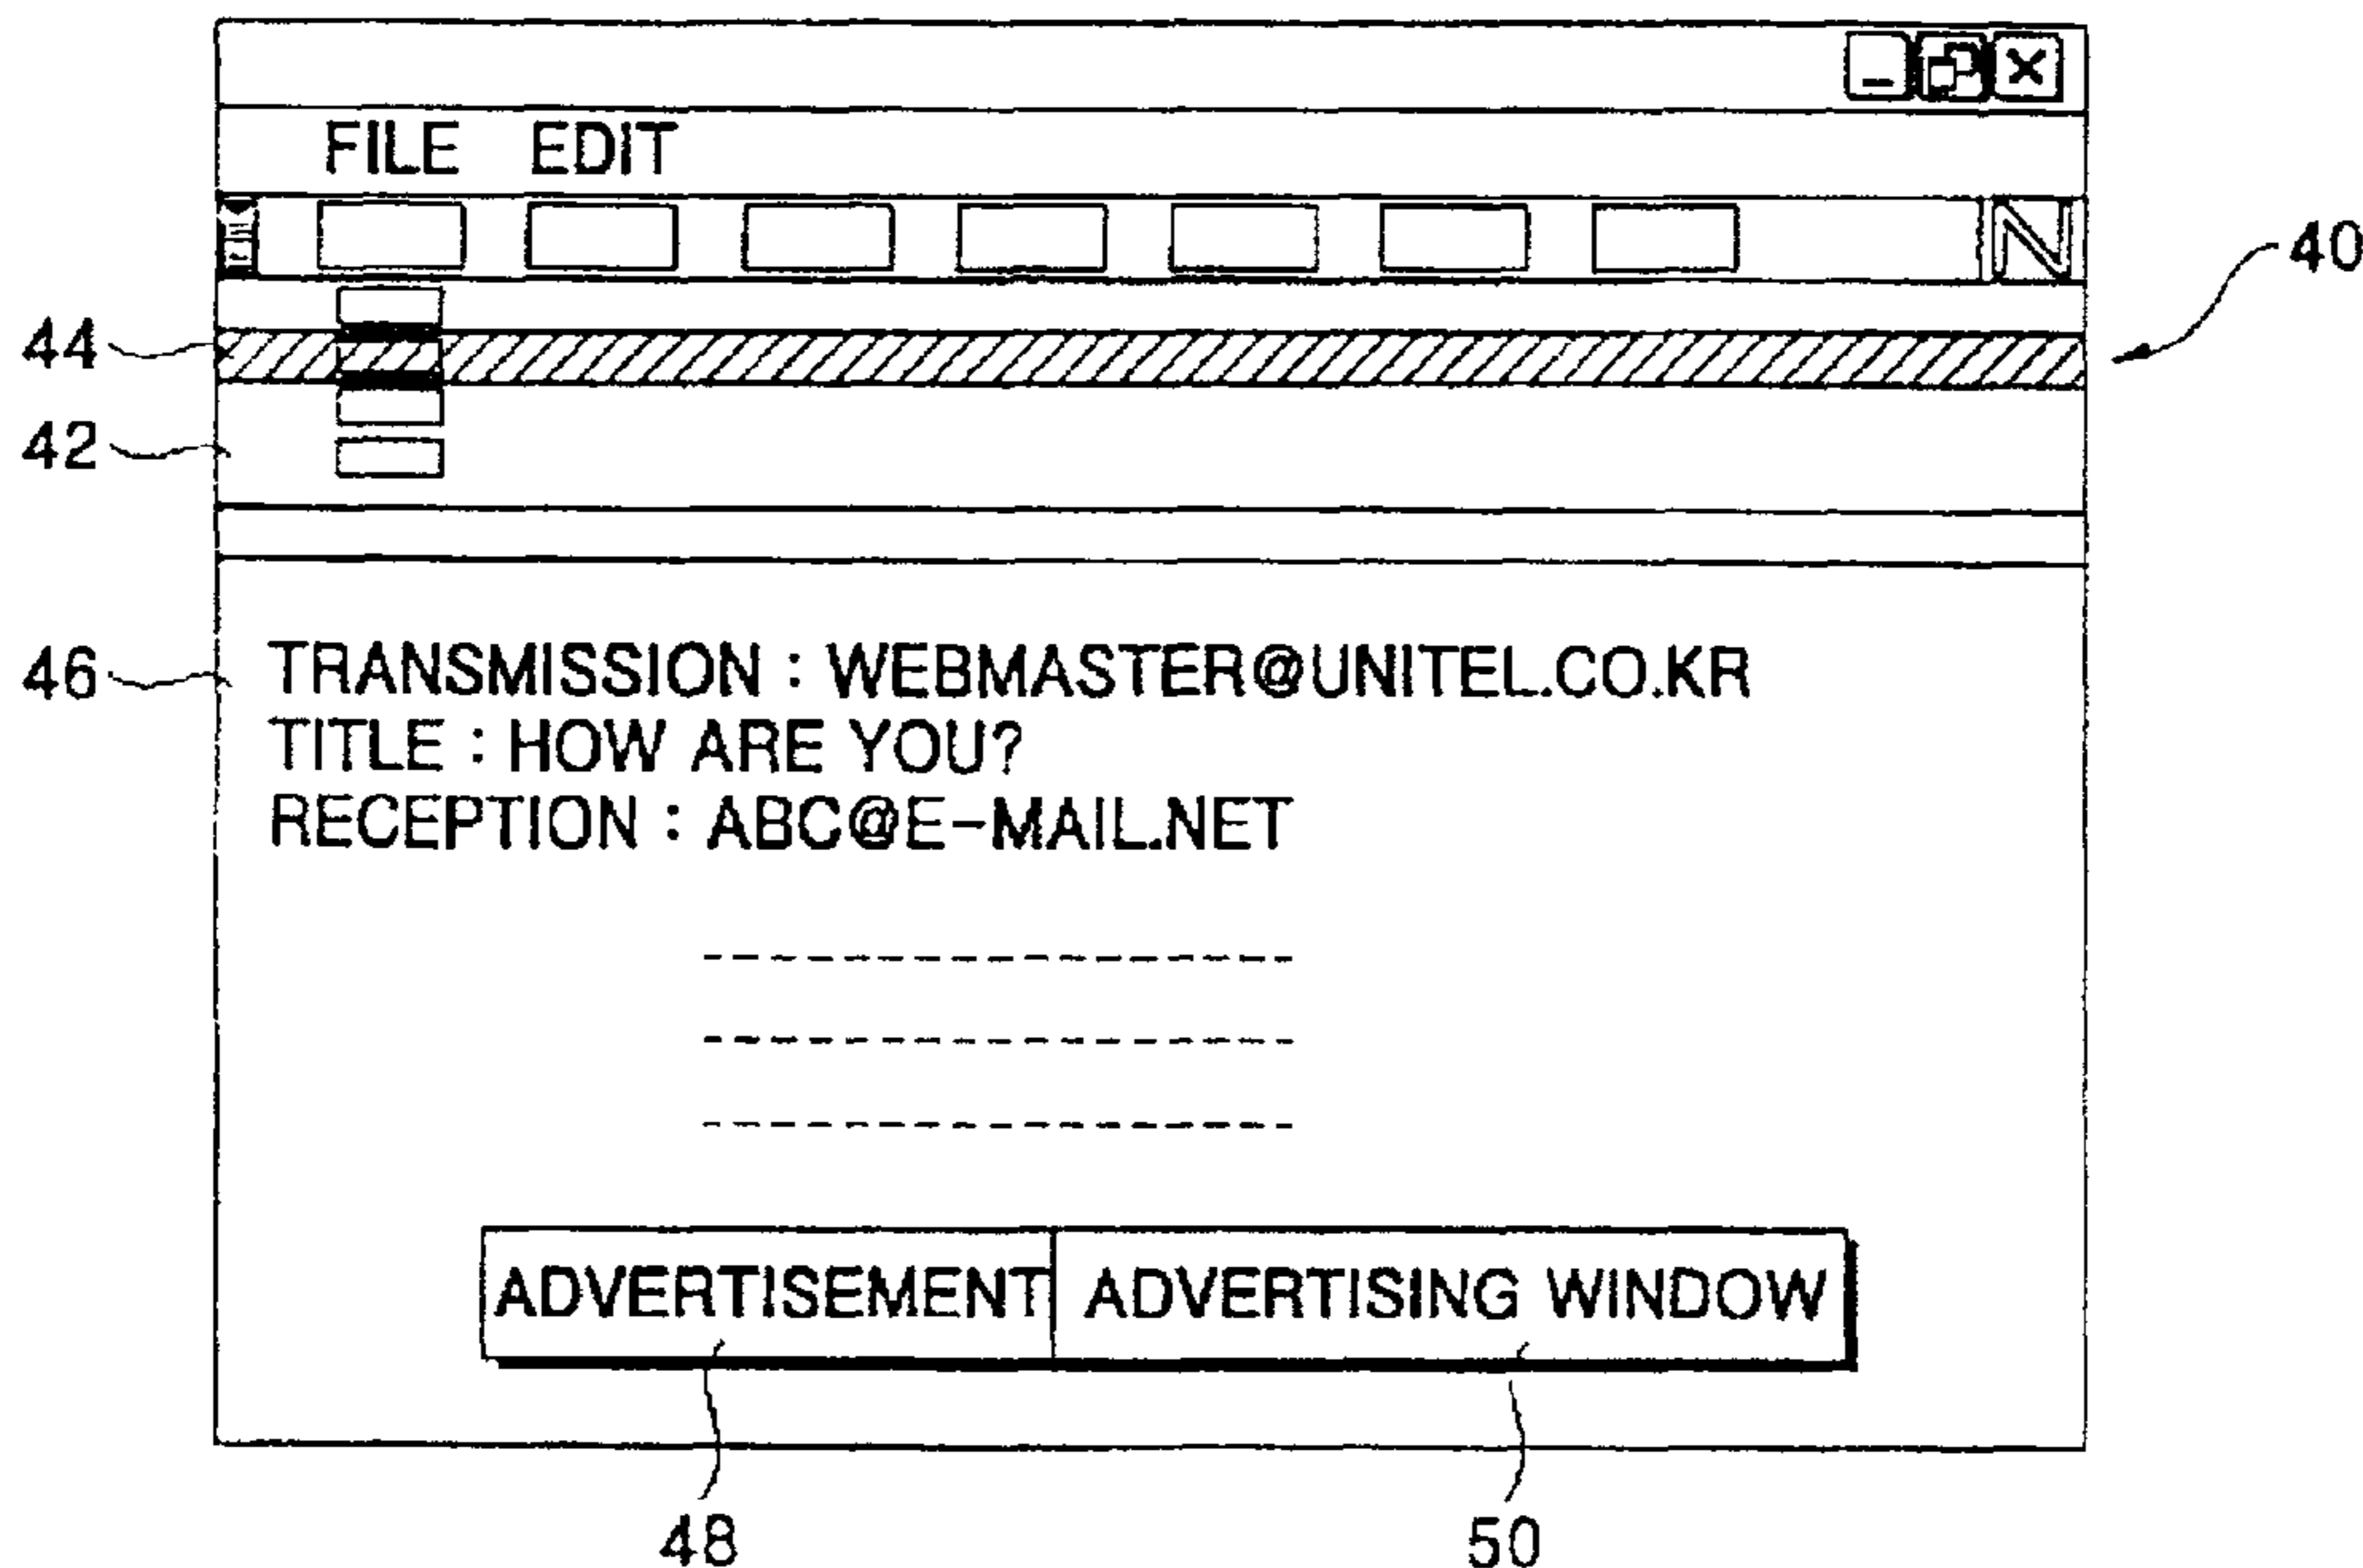 FILE EDIT
N
40
44
42
46
TRANSMISSION : WEBMASTER@UNITEL.CO.KR
TITLE : HOW ARE YOU?
RECEPTION : ABC@E-MAIL.NET
ADVERTISEMENT ADVERTISING WINDOW
48 50